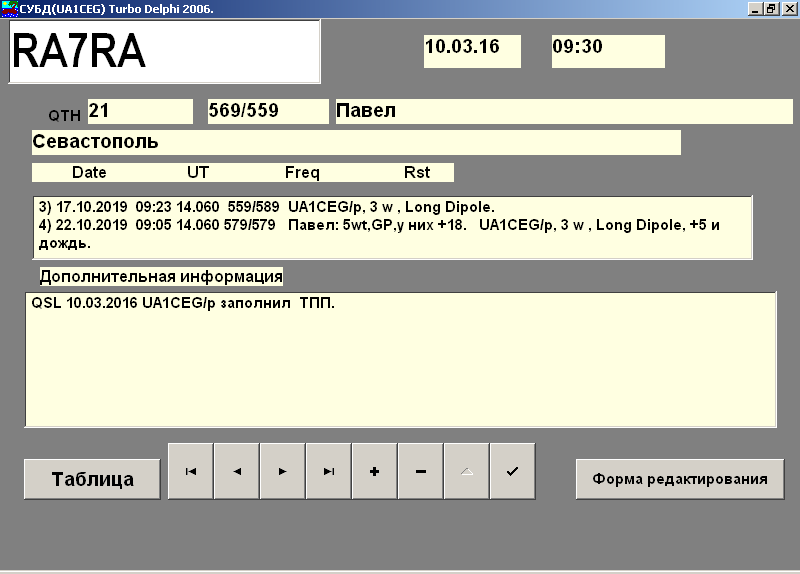 СУБД(UA1CEG) Turbo Delphi 2006.
RA7RA
10.03.16 09:30
QTH 21 569/559 Павел
Севастополь
Date UT Freq Rst
3) 17.10.2019 09:23 14.060 559/589 UA1CEG/p, 3 w , Long Dipole.
4) 22.10.2019 09:05 14.060 579/579 Павел: 5wt,GP,у них +18. UA1CEG/p, 3 w , Long Dipole, +5 и
дождь.
Дополнительная информация
QSL 10.03.2016 UA1CEG/p заполнил ТПП.
Таблица
Форма редактирования